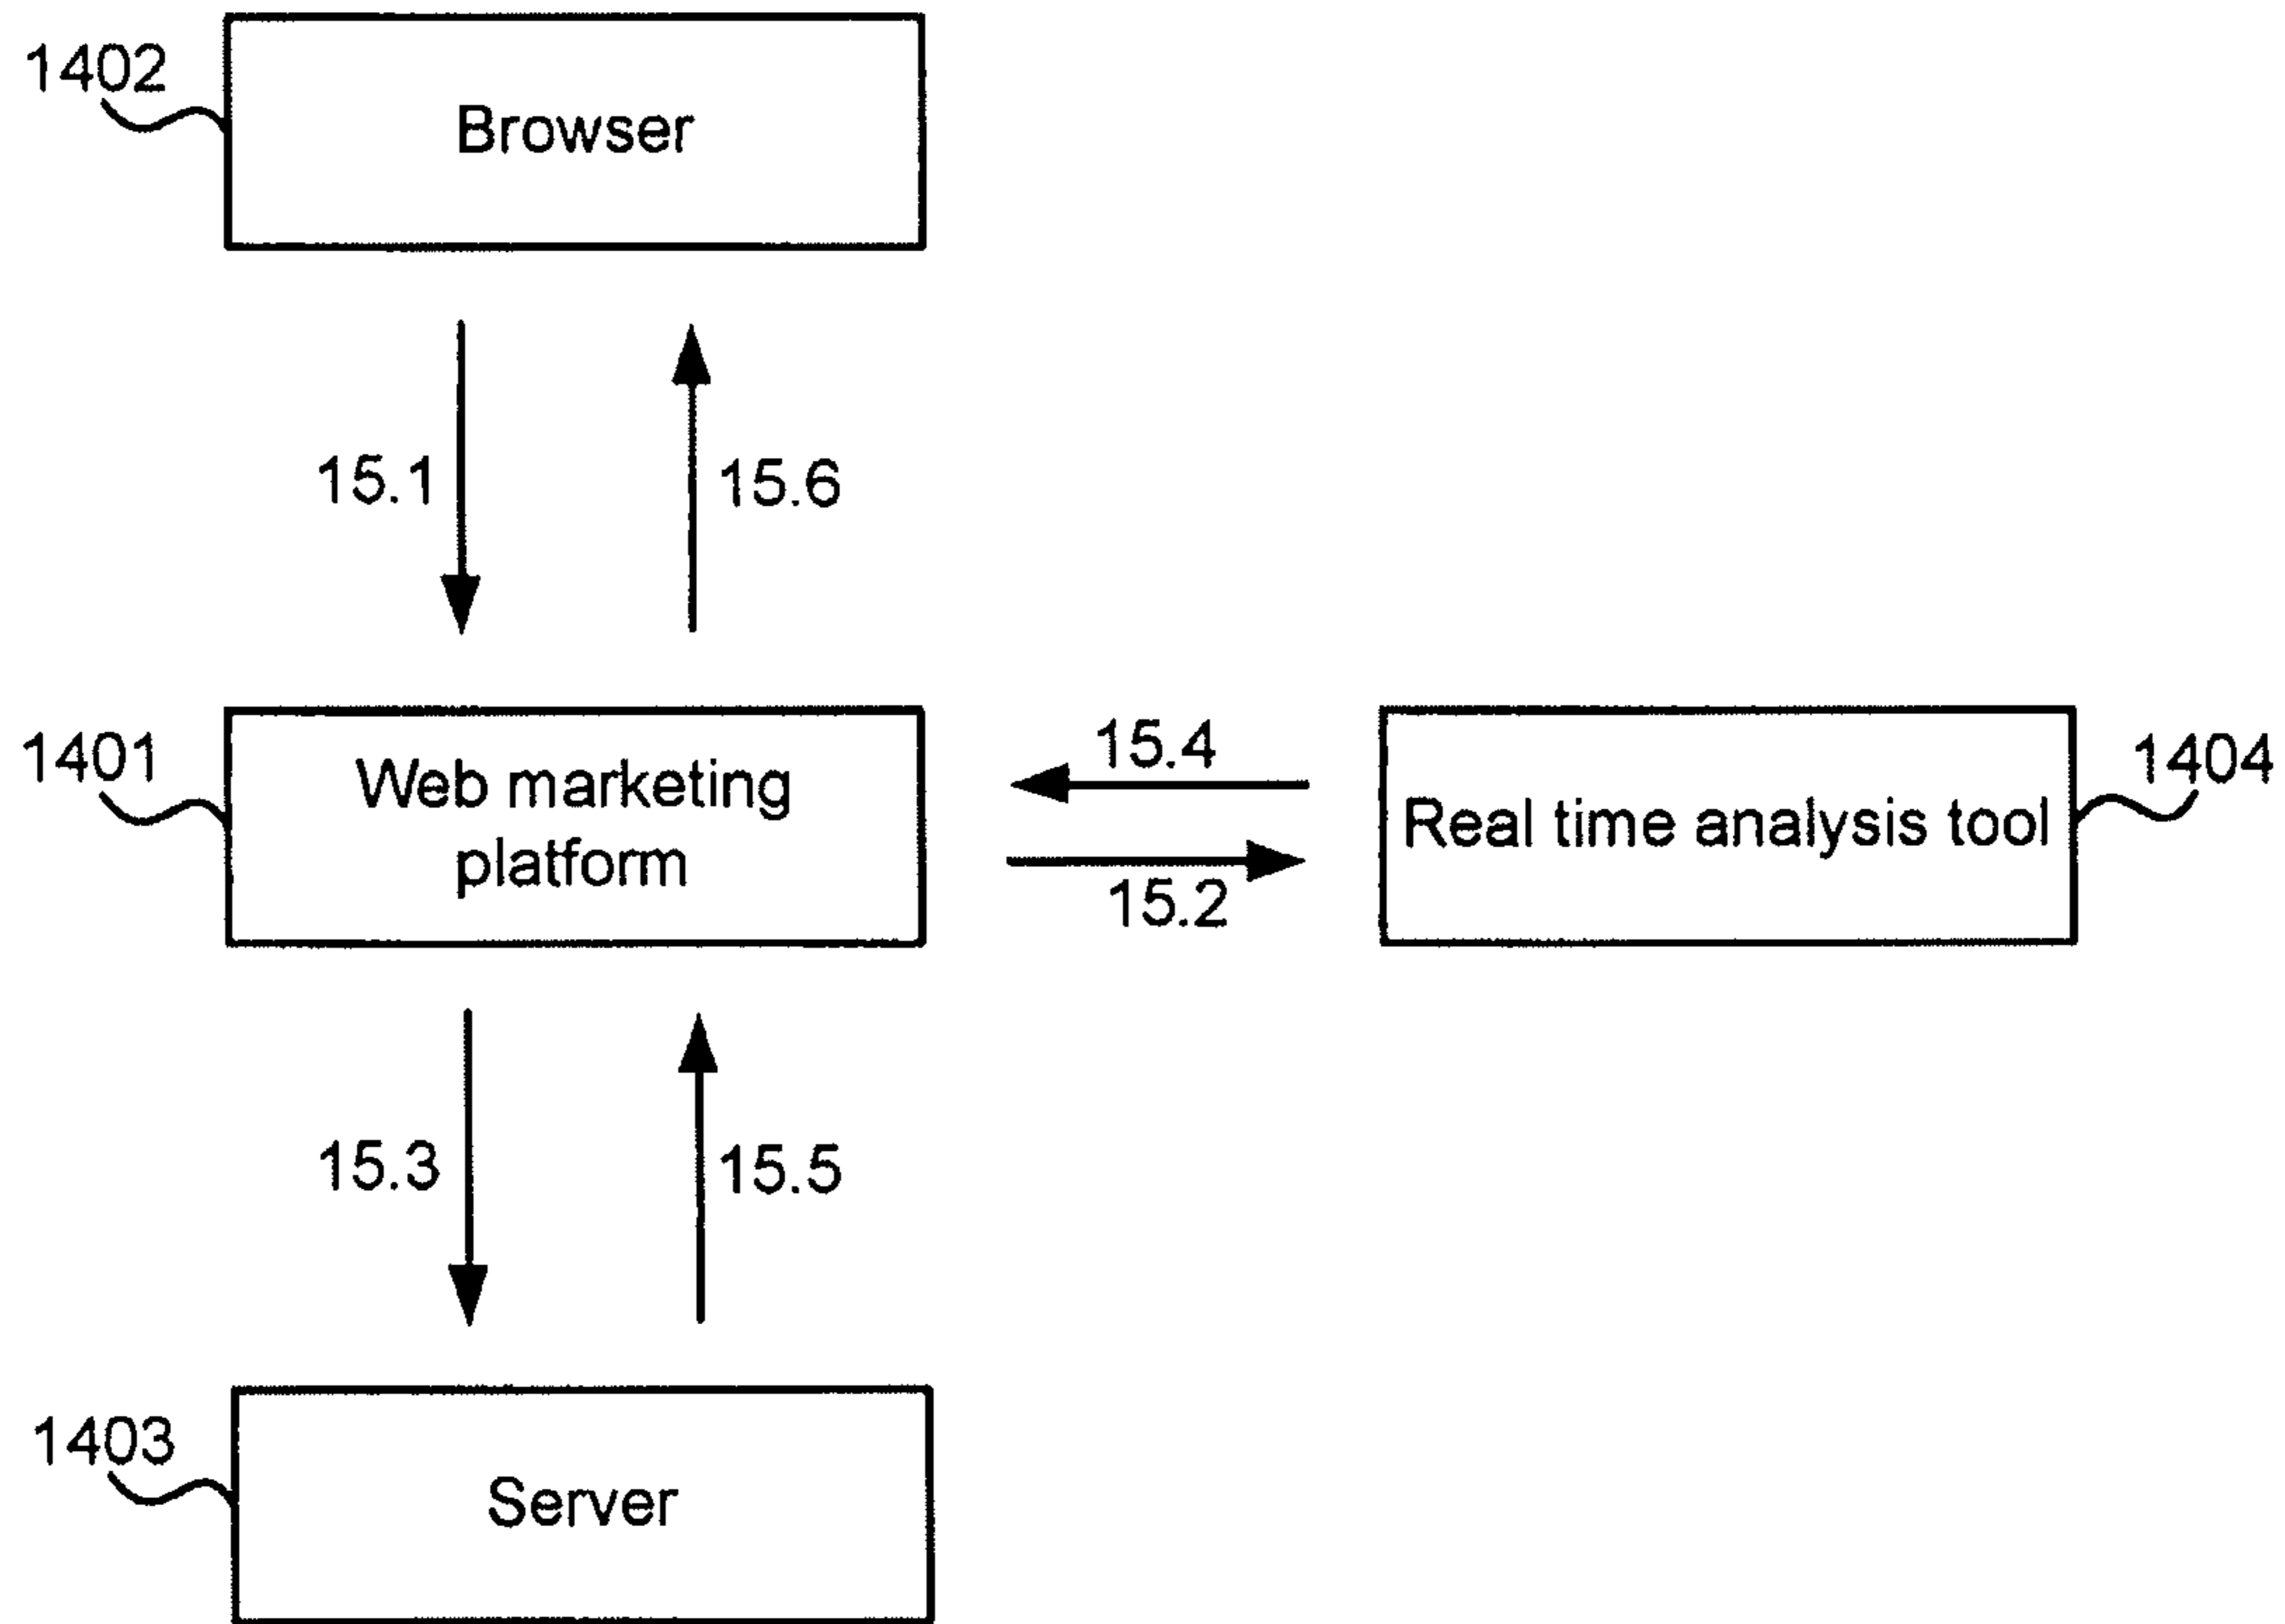 1402
Browser
15.1
15.6
1401
Web marketing
platform
15.4
15.2
Real time analysis tool
1404
15.3
15.5
1403
Server